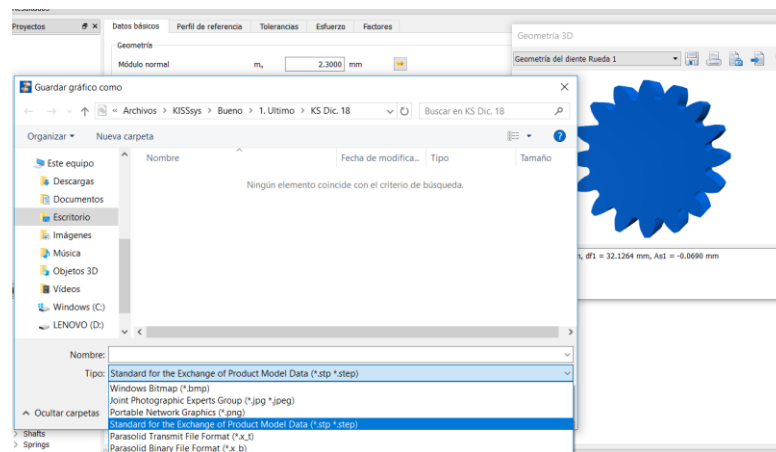 Proyectos
Datos básicos Perfil de referencia Tolerancias Esfuerzo Factores
Geometría
Módulo normal mₙ 2.3000 mm
Geometría 3D
Geometría del diente Rueda 1
Guardar gráfico como
« Archivos > KISSsys > Bueno > 1. Ultimo > KS Dic. 18
Buscar en KS Dic. 18
Organizar Nueva carpeta
Nombre Fecha de modifica... Tipo Tamaño
Ningún elemento coincide con el criterio de búsqueda.
Este equipo
Descargas
Documentos
Escritorio
Imágenes
Música
Objetos 3D
Vídeos
Windows (C:)
LENOVO (D:)
, df1 = 32.1264 mm, As1 = -0.0690 mm
Nombre:
Tipo: Standard for the Exchange of Product Model Data (*.stp *.step)
Windows Bitmap (*.bmp)
Joint Photographic Experts Group (*.jpg *.jpeg)
Portable Network Graphics (*.png)
Standard for the Exchange of Product Model Data (*.stp *.step)
Parasolid Transmit File Format (*.x_t)
Parasolid Binary File Format (*.x_b)
Ocultar carpetas
Shafts
Springs